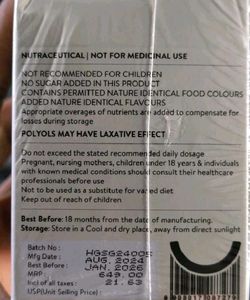 NUTRACEUTICAL | NOT FOR MEDICINAL USE
NOT RECOMMENDED FOR CHILDREN
NO SUGAR ADDED IN THIS PRODUCT
CONTAINS PERMITTED NATURE IDENTICAL FOOD COLOURS
ADDED NATURE IDENTICAL FLAVOURS
Appropriate overages of nutrients are added to compensate for
losses during storage
POLYOLS MAY HAVE LAXATIVE EFFECT
Do not exceed the stated recommended daily dosage
Pregnant, nursing mothers, children under 18 years & individuals
with known medical conditions should consult their healthcare
professionals before use
Not to be used as a substitute for varied diet
Keep out of reach of children
Best Before: 18 months from the date of manufacturing.
Storage: Store in a Cool and dry place, away from direct sunlight
Batch No : HGSG24005
Mfg Date : AUG. 2024
Best Before : JAN. 2026
MRP : 649.00
Incl. of all taxes : 21.63
USP(Unit Selling Price)